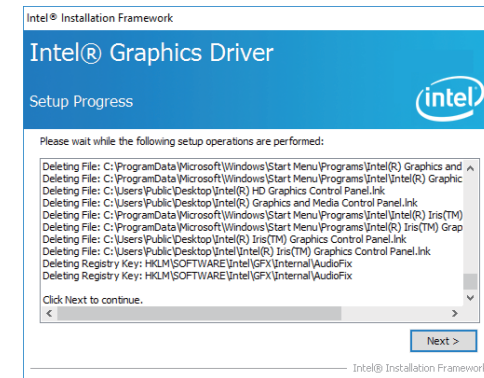 Intel® Installation Framework
Intel® Graphics Driver
Setup Progress
intel
Please wait while the following setup operations are performed:
Deleting File: C:\ProgramData\Microsoft\Windows\Start Menu\Programs\Intel(R) Graphics and
Deleting File: C:\ProgramData\Microsoft\Windows\Start Menu\Programs\Intel\Intel(R) Graphic
Deleting File: C:\Users\Public\Desktop\Intel(R) HD Graphics Control Panel.lnk
Deleting File: C:\Users\Public\Desktop\Intel(R) Graphics and Media Control Panel.lnk
Deleting File: C:\ProgramData\Microsoft\Windows\Start Menu\Programs\Intel\Intel(R) Iris(TM)
Deleting File: C:\ProgramData\Microsoft\Windows\Start Menu\Programs\Intel(R) Iris(TM) Grap
Deleting File: C:\Users\Public\Desktop\Intel(R) Iris(TM) Graphics Control Panel.lnk
Deleting File: C:\Users\Public\Desktop\Intel\Intel(R) Iris(TM) Graphics Control Panel.lnk
Deleting Registry Key: HKLM\SOFTWARE\Intel\GFX\Internal\AudioFix
Deleting Registry Key: HKLM\SOFTWARE\Intel\GFX\Internal\AudioFix
Click Next to continue.
Next >
Intel® Installation Framework